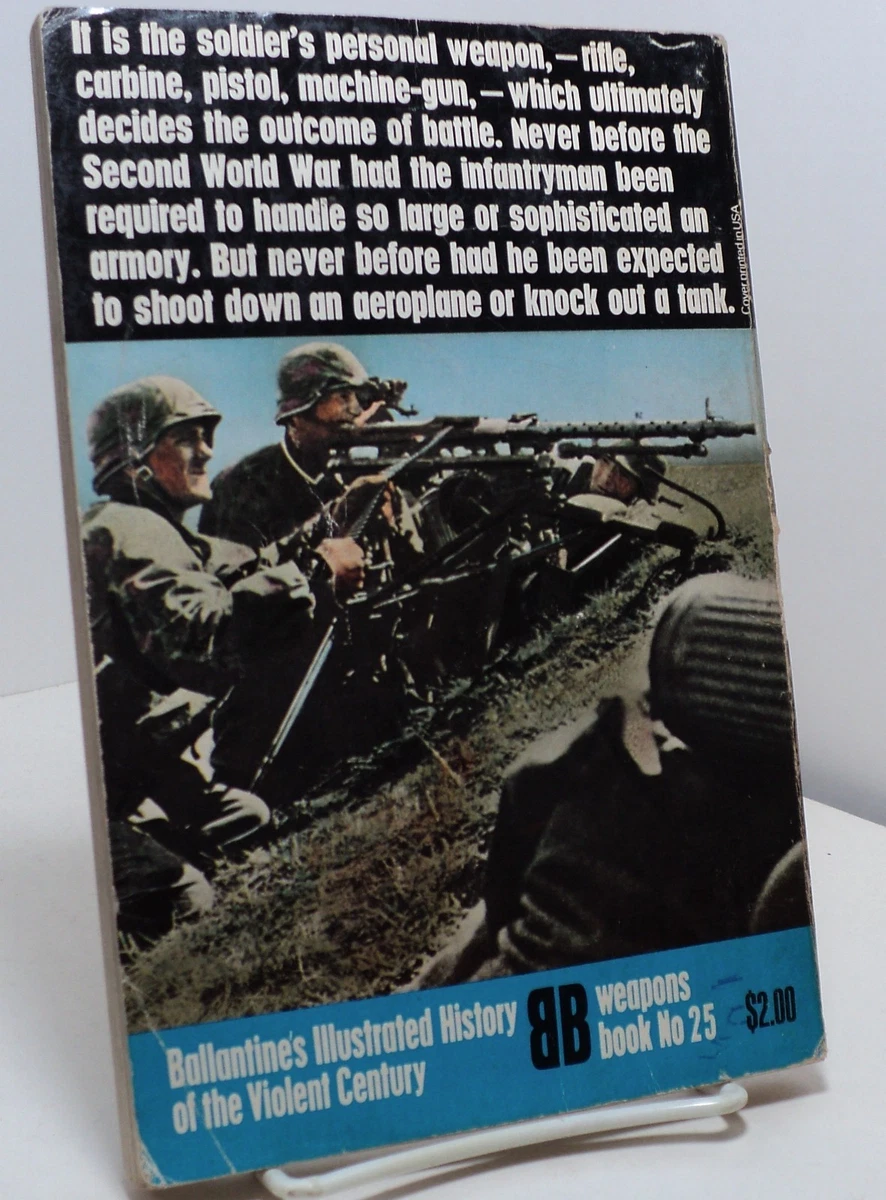 It is the soldier's personal weapon,—rifle,
carbine, pistol, machine-gun,—which ultimately
decides the outcome of battle. Never before the
Second World War had the infantryman been
required to handle so large or sophisticated an
armory. But never before had he been expected
to shoot down an aeroplane or knock out a tank.
Cover printed in USA
Ballantine's Illustrated History
of the Violent Century
BB
weapons
book No 25
$2.00